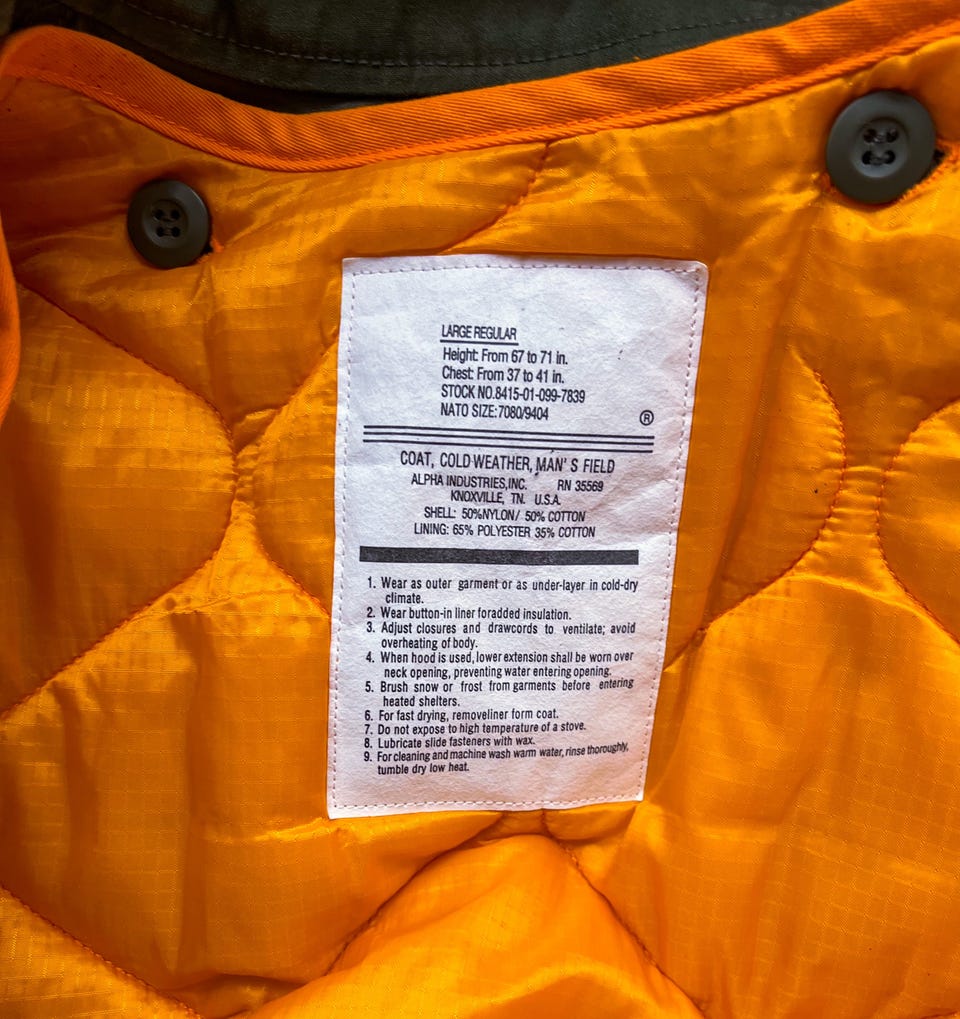 LARGE REGULAR
Height: From 67 to 71 in.
Chest: From 37 to 41 in.
STOCK NO.8415-01-099-7839
NATO SIZE:7080/9404
®
COAT, COLD WEATHER, MAN' S FIELD
ALPHA INDUSTRIES,INC. RN 35569
KNOXVILLE, TN. U.S.A.
SHELL: 50%NYLON/ 50% COTTON
LINING: 65% POLYESTER 35% COTTON
1. Wear as outer garment or as under-layer in cold-dry
climate.
2. Wear button-in liner foradded insulation.
3. Adjust closures and drawcords to ventilate; avoid
overheating of body.
4. When hood is used, lower extension shall be worn over
neck opening, preventing water entering opening.
5. Brush snow or frost from garments before entering
heated shelters.
6. For fast drying, removeliner form coat.
7. Do not expose to high temperature of a stove.
8. Lubricate slide fasteners with wax.
9. For cleaning and machine wash warm water, rinse thoroughly,
tumble dry low heat.